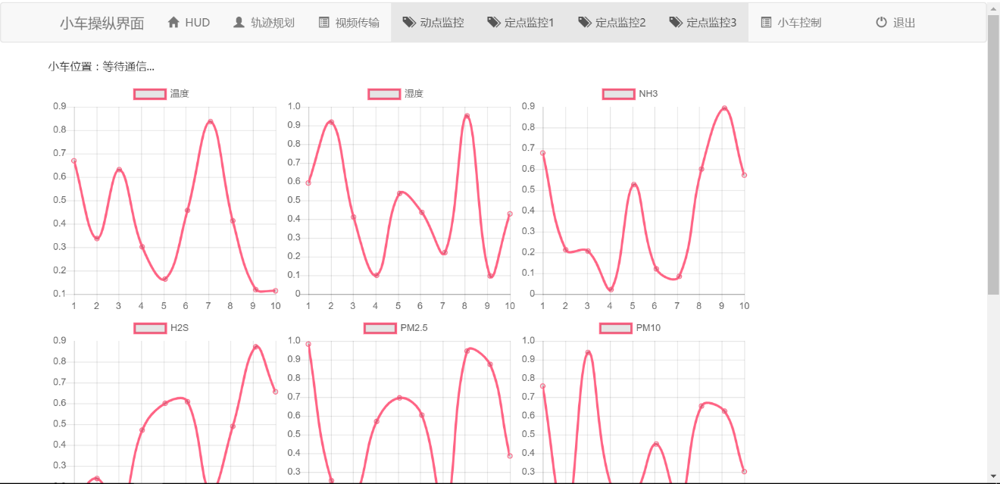 小车操纵界面 HUD 轨迹规划 视频传输 动点监控 定点监控1 定点监控2 定点监控3 小车控制 退出
小车位置：等待通信...
温度 湿度 NH3
0.9 1.0 0.9
0.8 0.9 0.8
0.7 0.8 0.7
0.6 0.7 0.6
0.5 0.6 0.5
0.4 0.5 0.4
0.3 0.4 0.3
0.2 0.3 0.2
0.1 0.2 0.1
0.1 0
0
1 2 3 4 5 6 7 8 9 10 1 2 3 4 5 6 7 8 9 10 1 2 3 4 5 6 7 8 9 10
H2S PM2.5 PM10
0.9 1.0 1.0
0.8 0.9 0.9
0.7 0.8 0.8
0.6 0.7 0.7
0.5 0.6 0.6
0.4 0.5 0.5
0.3 0.4 0.4
0.3 0.3